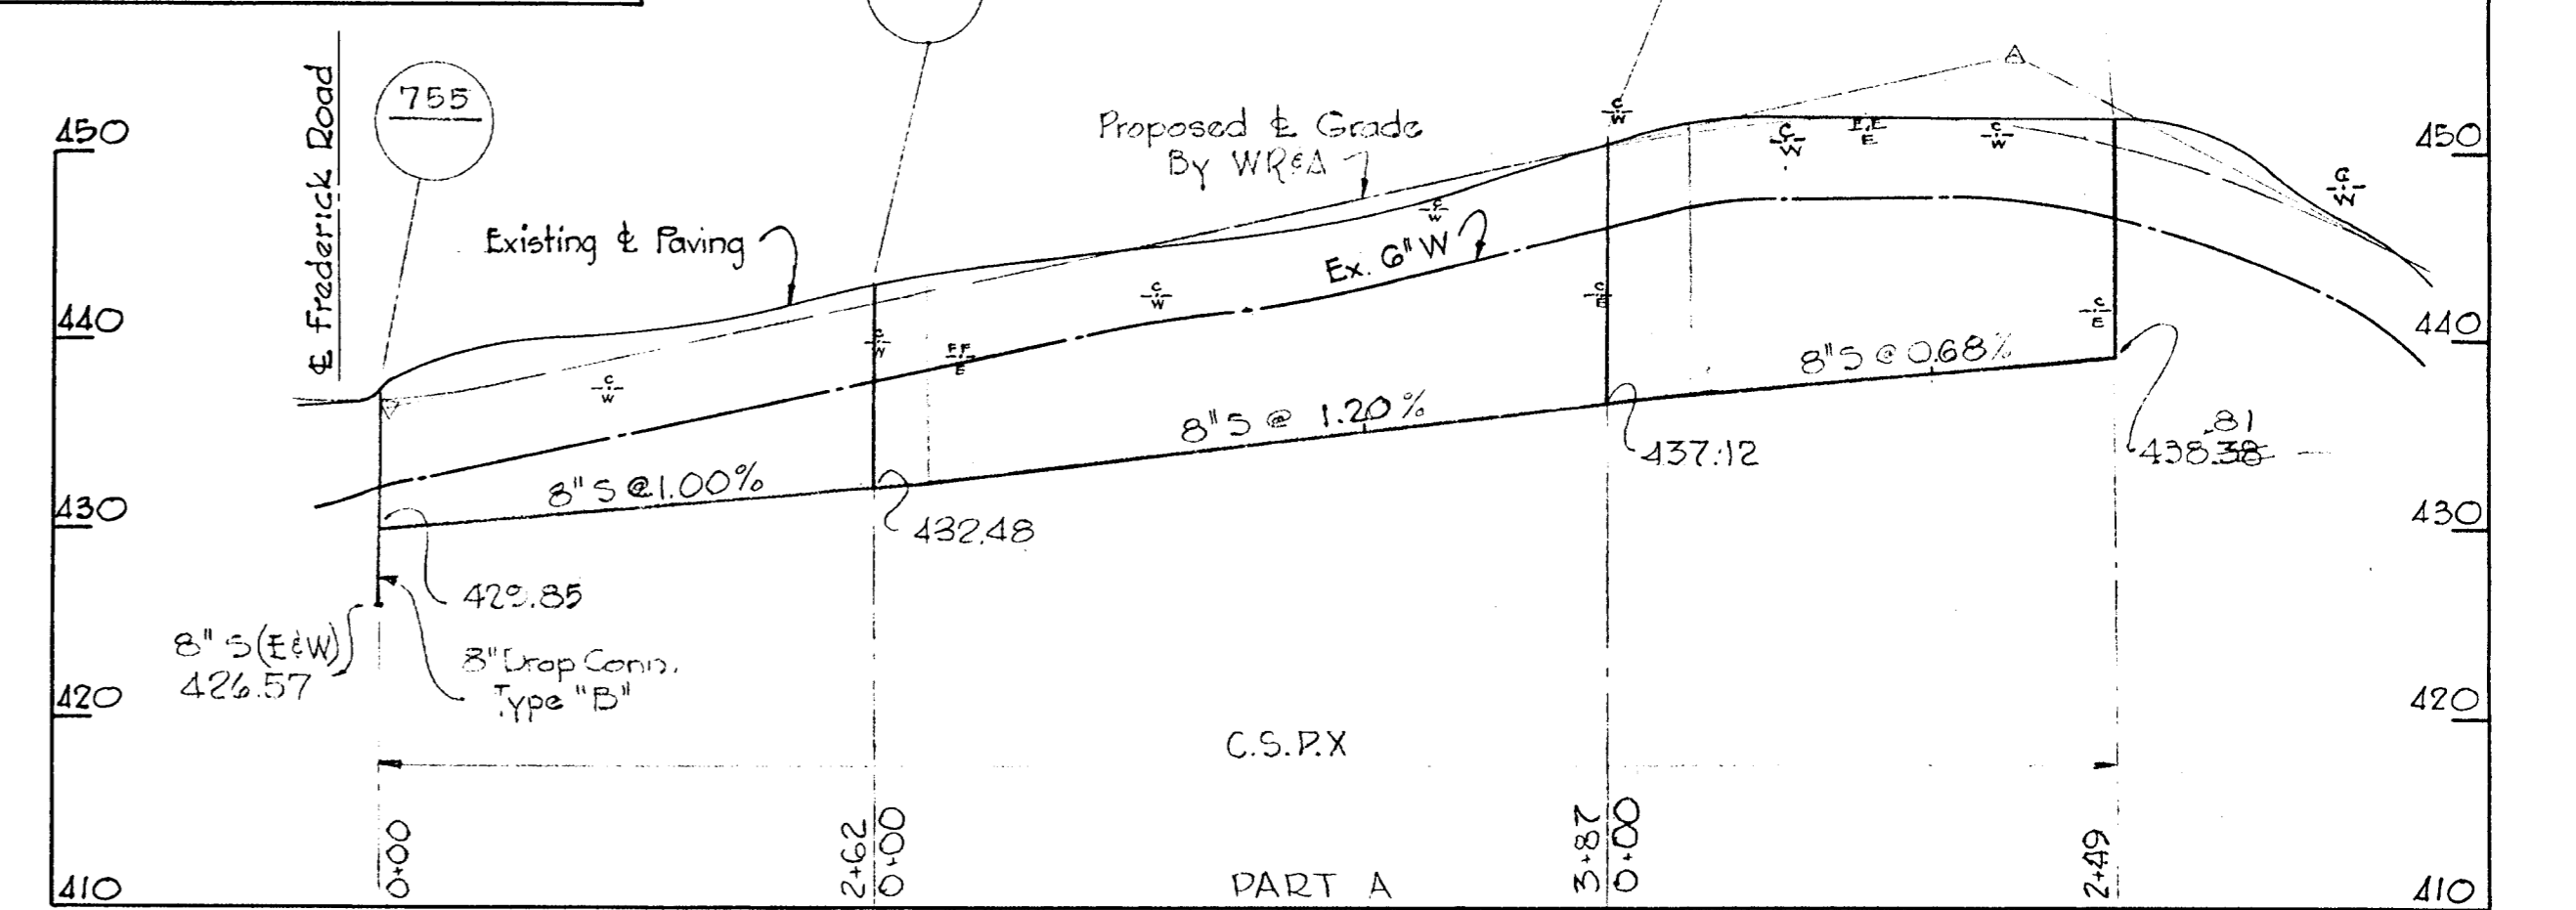 ℄ Frederick Road
755
450
440
430
420
410
Existing ℄ Paving
Proposed ℄ Grade
By WR&A
Ex. 6" W
A
C
W
C
W
F.F.
E
C
W
C
W
C
W
C
E
C
W
F.F.
E
C
W
C
E
C
W
450
440
430
420
410
8" S @ 1.00%
8" S @ 1.20%
8" S @ 0.68%
432.48
437.12
.81
438.38
429.85
8" S (E&W)
426.57
8" Drop Conn.
Type "B"
C.S.P.X
0+00
2+62
0+00
3+87
0+00
2+49
PART A